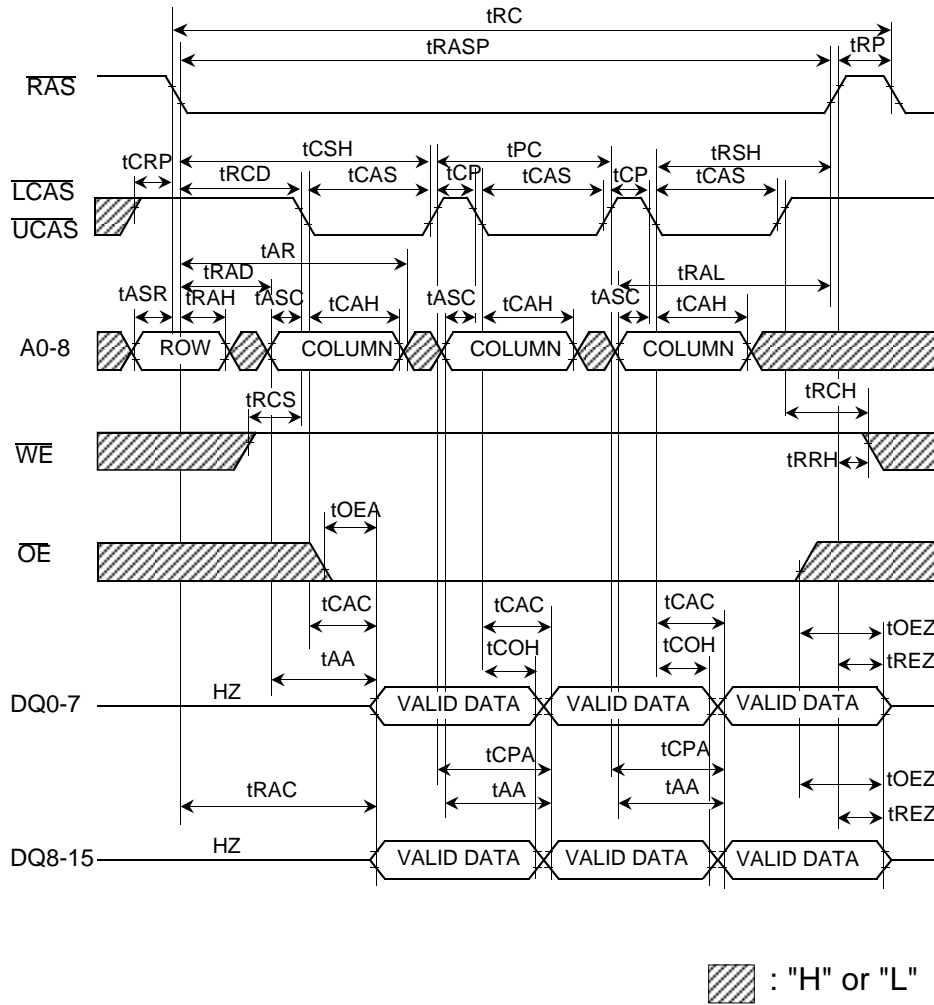 tRC
tRASP
tRP
RAS
tCSH
tPC
tRSH
tCRP
tRCD
tCAS
tCP
tCAS
tCP
tCAS
LCAS
UCAS
tAR
tRAD
tRAL
tASR
tRAH
tASC
tCAH
tASC
tCAH
tASC
tCAH
A0-8
ROW
COLUMN
COLUMN
COLUMN
tRCS
tRCH
WE
tRRH
tOEA
OE
tCAC
tCAC
tCAC
tAA
tCOH
tCOH
tOEZ
tREZ
DQ0-7
HZ
VALID DATA
VALID DATA
VALID DATA
tCPA
tCPA
tRAC
tAA
tAA
tOEZ
tREZ
DQ8-15
HZ
VALID DATA
VALID DATA
VALID DATA
: "H" or "L"